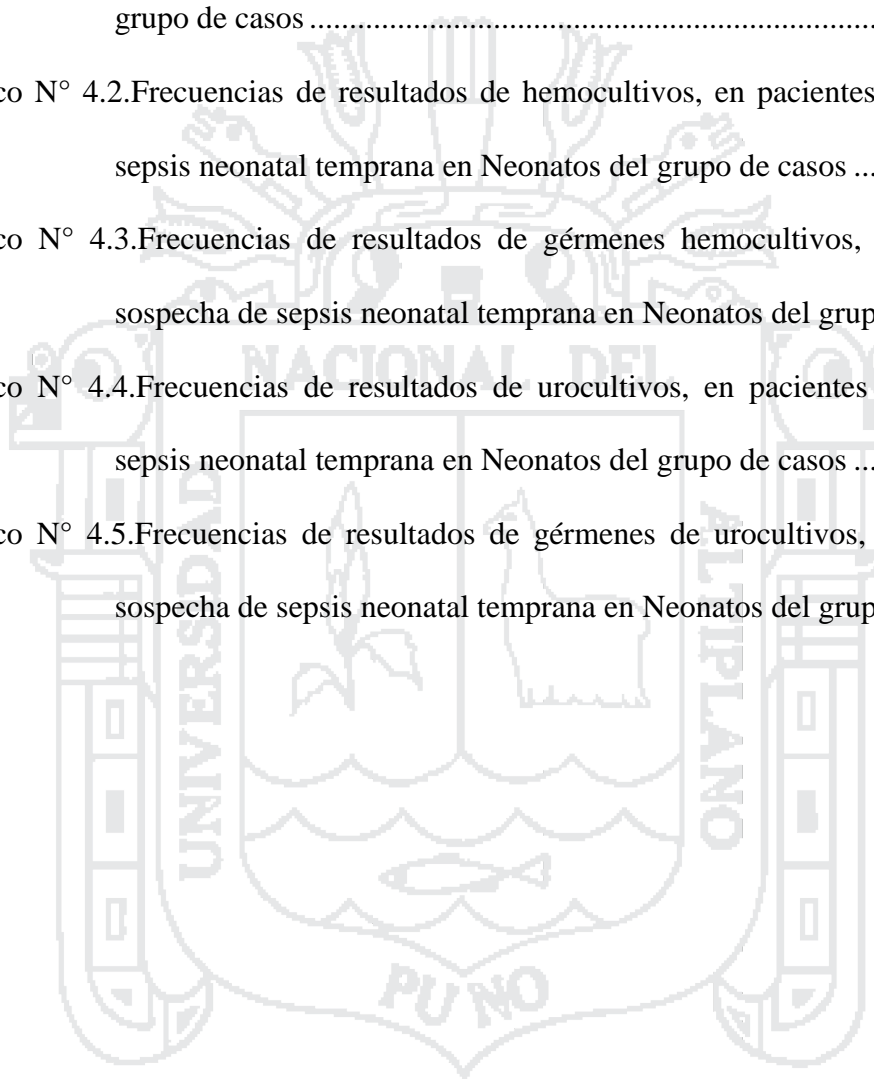 grupo de casos ....................................................................................
co N° 4.2.Frecuencias de resultados de hemocultivos, en pacientes
sepsis neonatal temprana en Neonatos del grupo de casos ...
co N° 4.3.Frecuencias de resultados de gérmenes hemocultivos,
sospecha de sepsis neonatal temprana en Neonatos del grup
co N° 4.4.Frecuencias de resultados de urocultivos, en pacientes
sepsis neonatal temprana en Neonatos del grupo de casos ...
co N° 4.5.Frecuencias de resultados de gérmenes de urocultivos,
sospecha de sepsis neonatal temprana en Neonatos del grup
NACIONAL DEL
UNIVERSIDAD
ALTIPLANO
PUNO